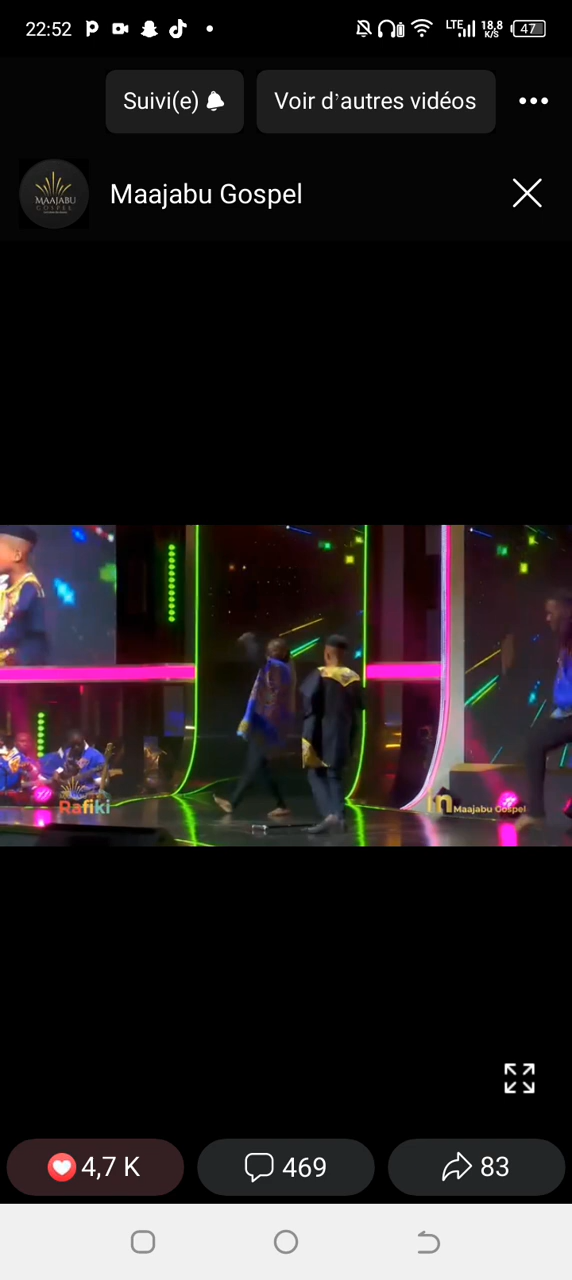 22:52
LTE 18,8 K/S 47
Suivi(e)
Voir d'autres vidéos
MAAJABU
GOSPEL
Maajabu Gospel
Rafiki
in Maajabu Gospel
4,7 K
469
83